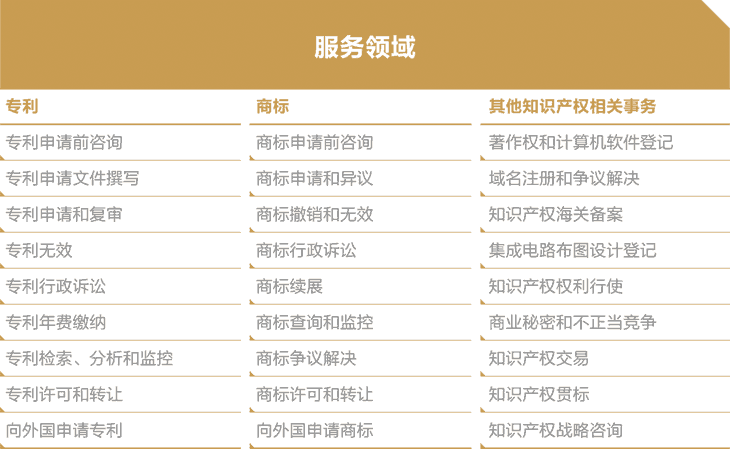 服务领域
专利 商标 其他知识产权相关事务
专利申请前咨询 商标申请前咨询 著作权和计算机软件登记
专利申请文件撰写 商标申请和异议 域名注册和争议解决
专利申请和复审 商标撤销和无效 知识产权海关备案
专利无效 商标行政诉讼 集成电路布图设计登记
专利行政诉讼 商标续展 知识产权权利行使
专利年费缴纳 商标查询和监控 商业秘密和不正当竞争
专利检索、分析和监控 商标争议解决 知识产权交易
专利许可和转让 商标许可和转让 知识产权贯标
向外国申请专利 向外国申请商标 知识产权战略咨询